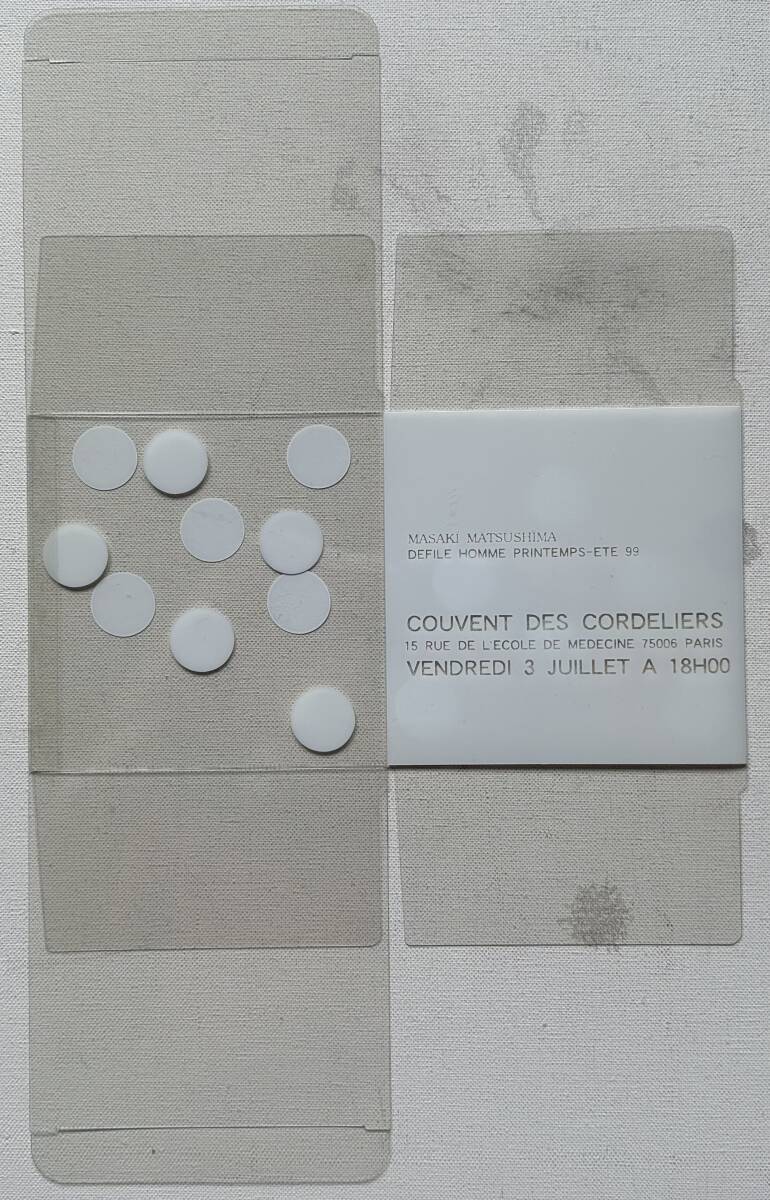 MASAKI MATSUSHIMA
DEFILE HOMME PRINTEMPS-ETE 99
COUVENT DES CORDELIERS
15 RUE DE L'ECOLE DE MEDECINE 75006 PARIS
VENDREDI 3 JUILLET A 18H00